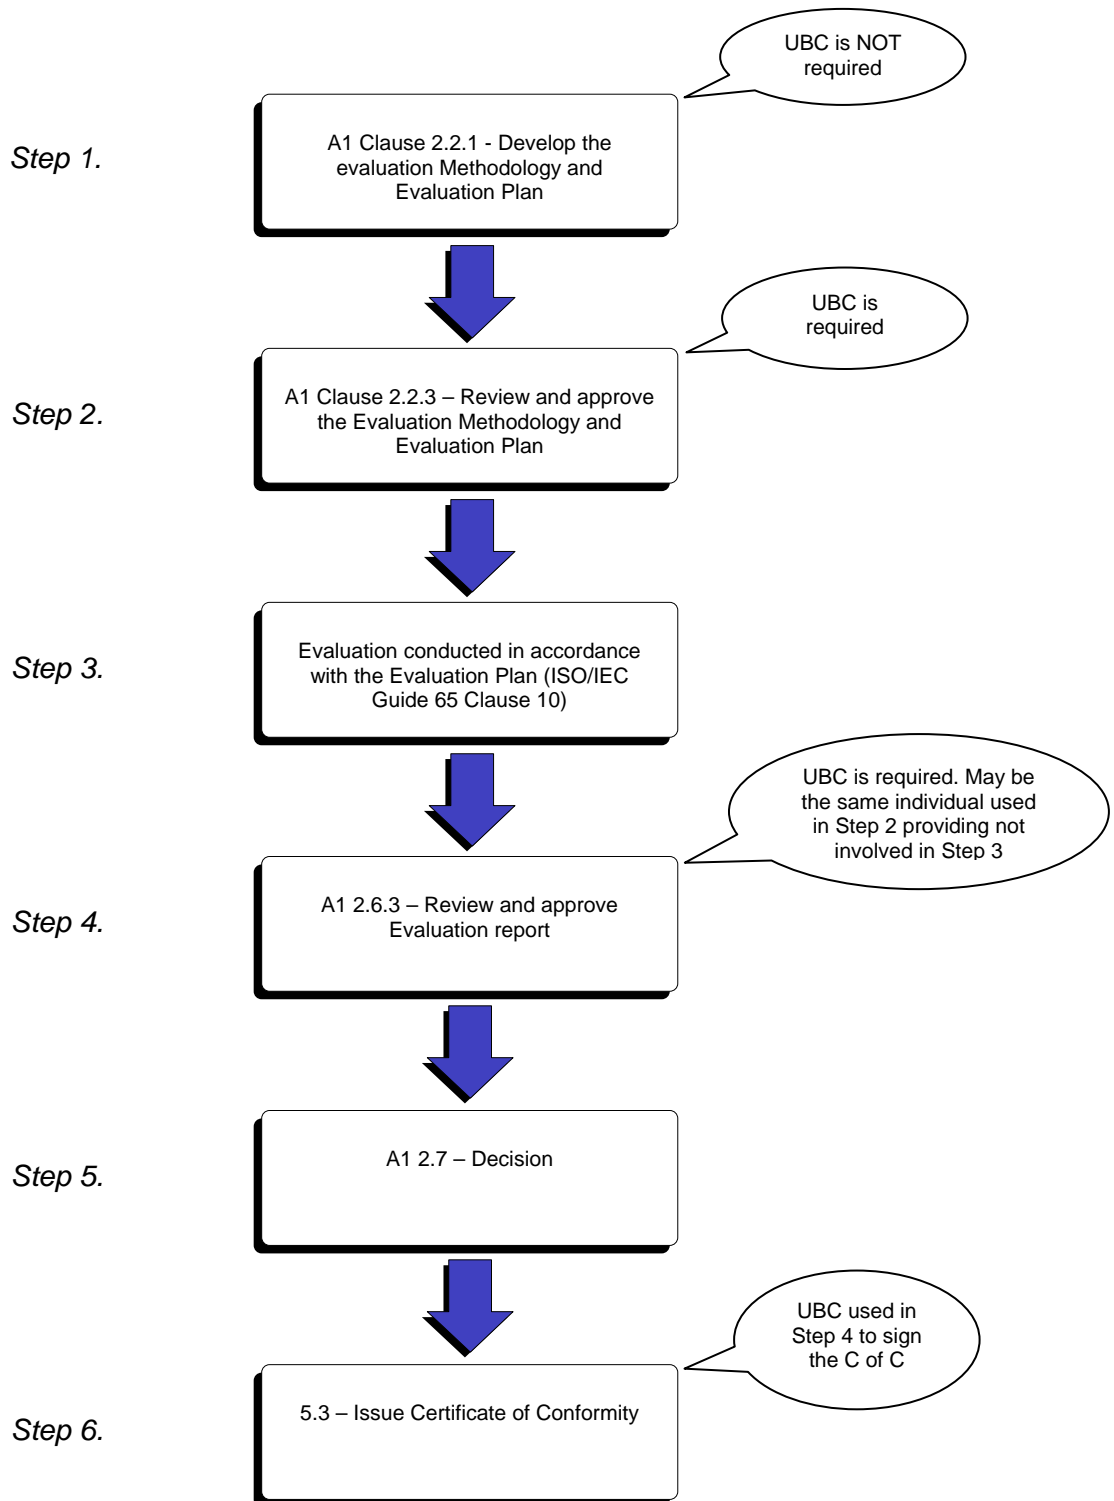 UBC is NOT
required
Step 1.
A1 Clause 2.2.1 - Develop the
evaluation Methodology and
Evaluation Plan
UBC is
required
Step 2.
A1 Clause 2.2.3 – Review and approve
the Evaluation Methodology and
Evaluation Plan
Step 3.
Evaluation conducted in accordance
with the Evaluation Plan (ISO/IEC
Guide 65 Clause 10)
UBC is required. May be
the same individual used
in Step 2 providing not
involved in Step 3
Step 4.
A1 2.6.3 – Review and approve
Evaluation report
Step 5.
A1 2.7 – Decision
UBC used in
Step 4 to sign
the C of C
Step 6.
5.3 – Issue Certificate of Conformity